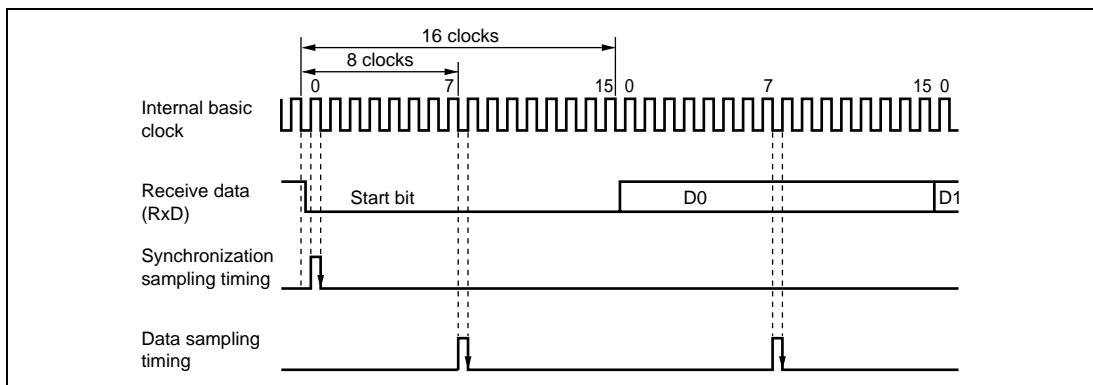 16 clocks
8 clocks
0 7 15 0 7 15 0
Internal basic
clock
Receive data
(RxD)
Start bit D0 D1
Synchronization
sampling timing
Data sampling
timing